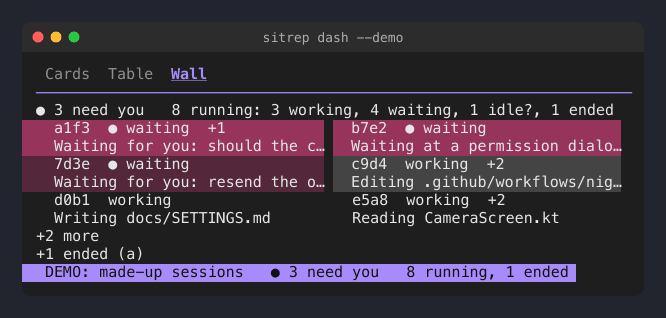 sitrep dash --demo
Cards Table Wall
● 3 need you 8 running: 3 working, 4 waiting, 1 idle?, 1 ended
a1f3 ● waiting +1 b7e2 ● waiting
Waiting for you: should the c… Waiting at a permission dialo…
7d3e ● waiting c9d4 working +2
Waiting for you: resend the o… Editing .github/workflows/nig…
d0b1 working e5a8 working +2
Writing docs/SETTINGS.md Reading CameraScreen.kt
+2 more
+1 ended (a)
DEMO: made-up sessions ● 3 need you 8 running, 1 ended